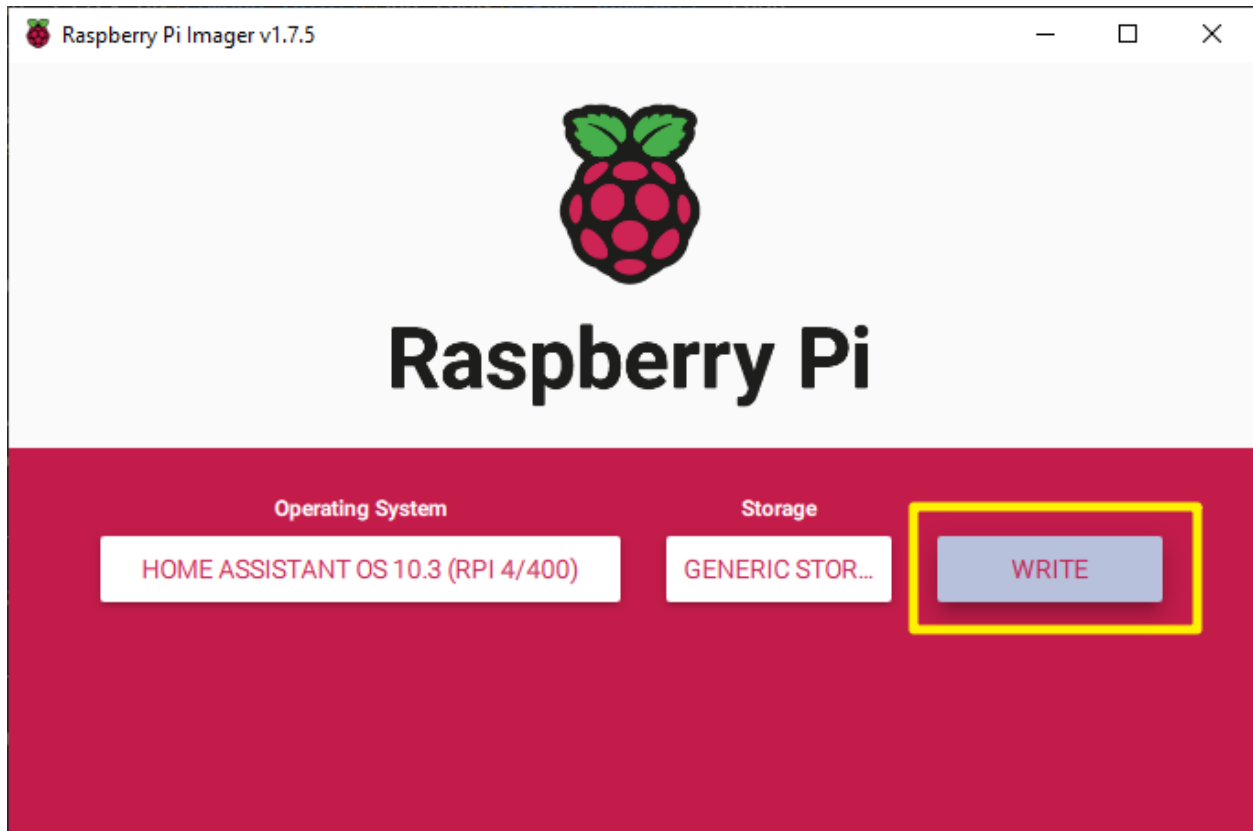 Raspberry Pi Imager v1.7.5
Raspberry Pi
Operating System
Storage
HOME ASSISTANT OS 10.3 (RPI 4/400)
GENERIC STOR...
WRITE